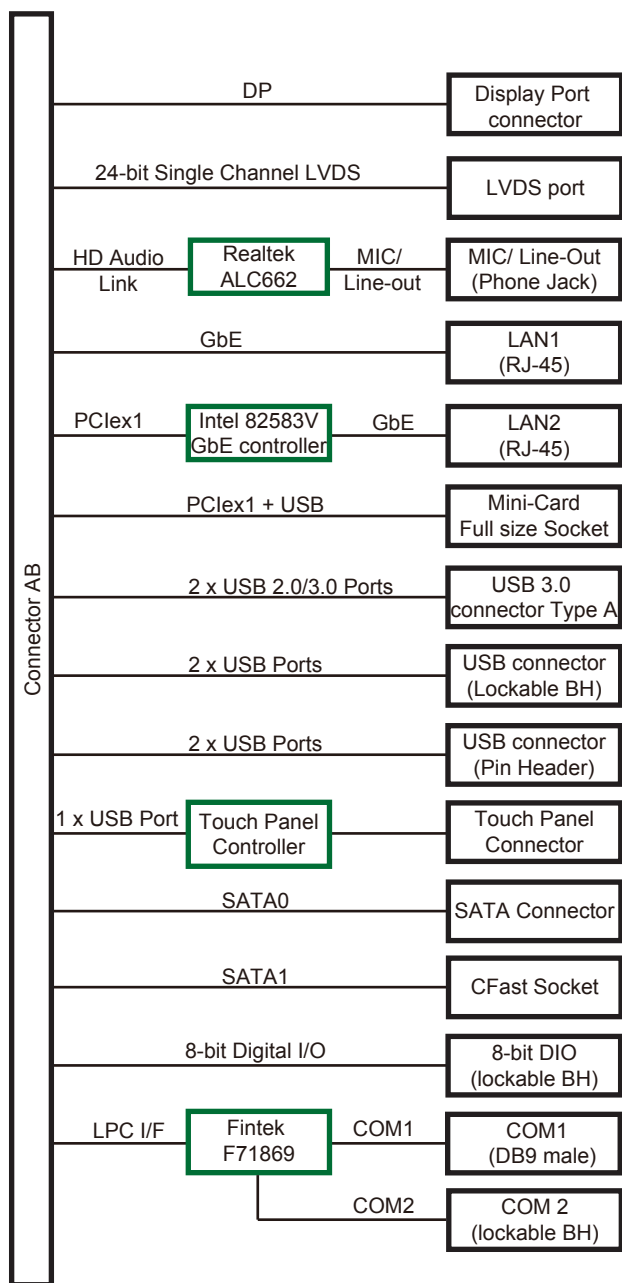 DP
Display Port
connector
24-bit Single Channel LVDS
LVDS port
HD Audio
Link
Realtek
ALC662
MIC/
Line-out
MIC/ Line-Out
(Phone Jack)
GbE
LAN1
(RJ-45)
PCIex1
Intel 82583V
GbE controller
GbE
LAN2
(RJ-45)
PCIex1 + USB
Mini-Card
Full size Socket
Connector AB
2 x USB 2.0/3.0 Ports
USB 3.0
connector Type A
2 x USB Ports
USB connector
(Lockable BH)
2 x USB Ports
USB connector
(Pin Header)
1 x USB Port
Touch Panel
Controller
Touch Panel
Connector
SATA0
SATA Connector
SATA1
CFast Socket
8-bit Digital I/O
8-bit DIO
(lockable BH)
LPC I/F
Fintek
F71869
COM1
COM1
(DB9 male)
COM2
COM 2
(lockable BH)